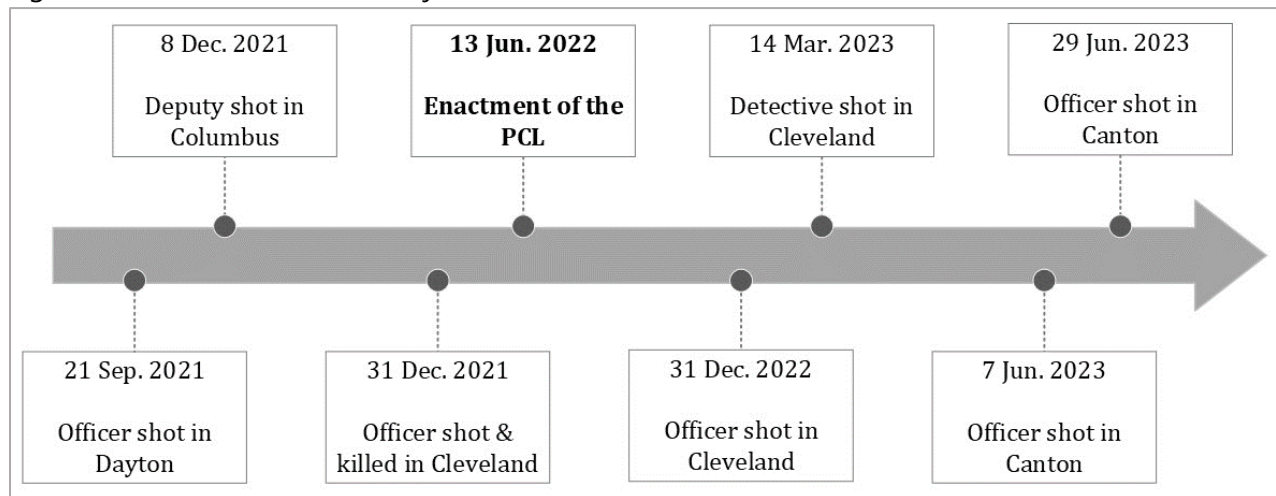 8 Dec. 2021
Deputy shot in
Columbus
13 Jun. 2022
Enactment of the
PCL
14 Mar. 2023
Detective shot in
Cleveland
29 Jun. 2023
Officer shot in
Canton
21 Sep. 2021
Officer shot in
Dayton
31 Dec. 2021
Officer shot &
killed in Cleveland
31 Dec. 2022
Officer shot in
Cleveland
7 Jun. 2023
Officer shot in
Canton